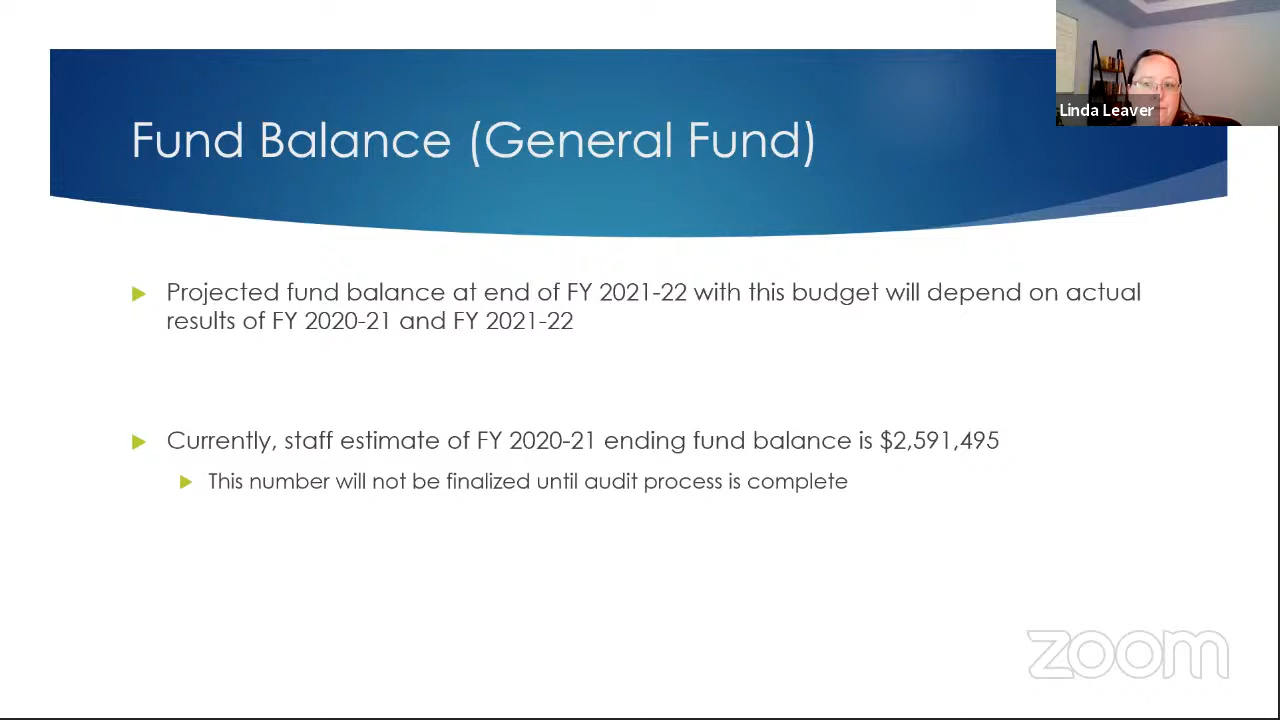 Linda Leaver
Fund Balance (General Fund)
Projected fund balance at end of FY 2021-22 with this budget will depend on actual
results of FY 2020-21 and FY 2021-22
Currently, staff estimate of FY 2020-21 ending fund balance is $2,591,495
This number will not be finalized until audit process is complete
zoom